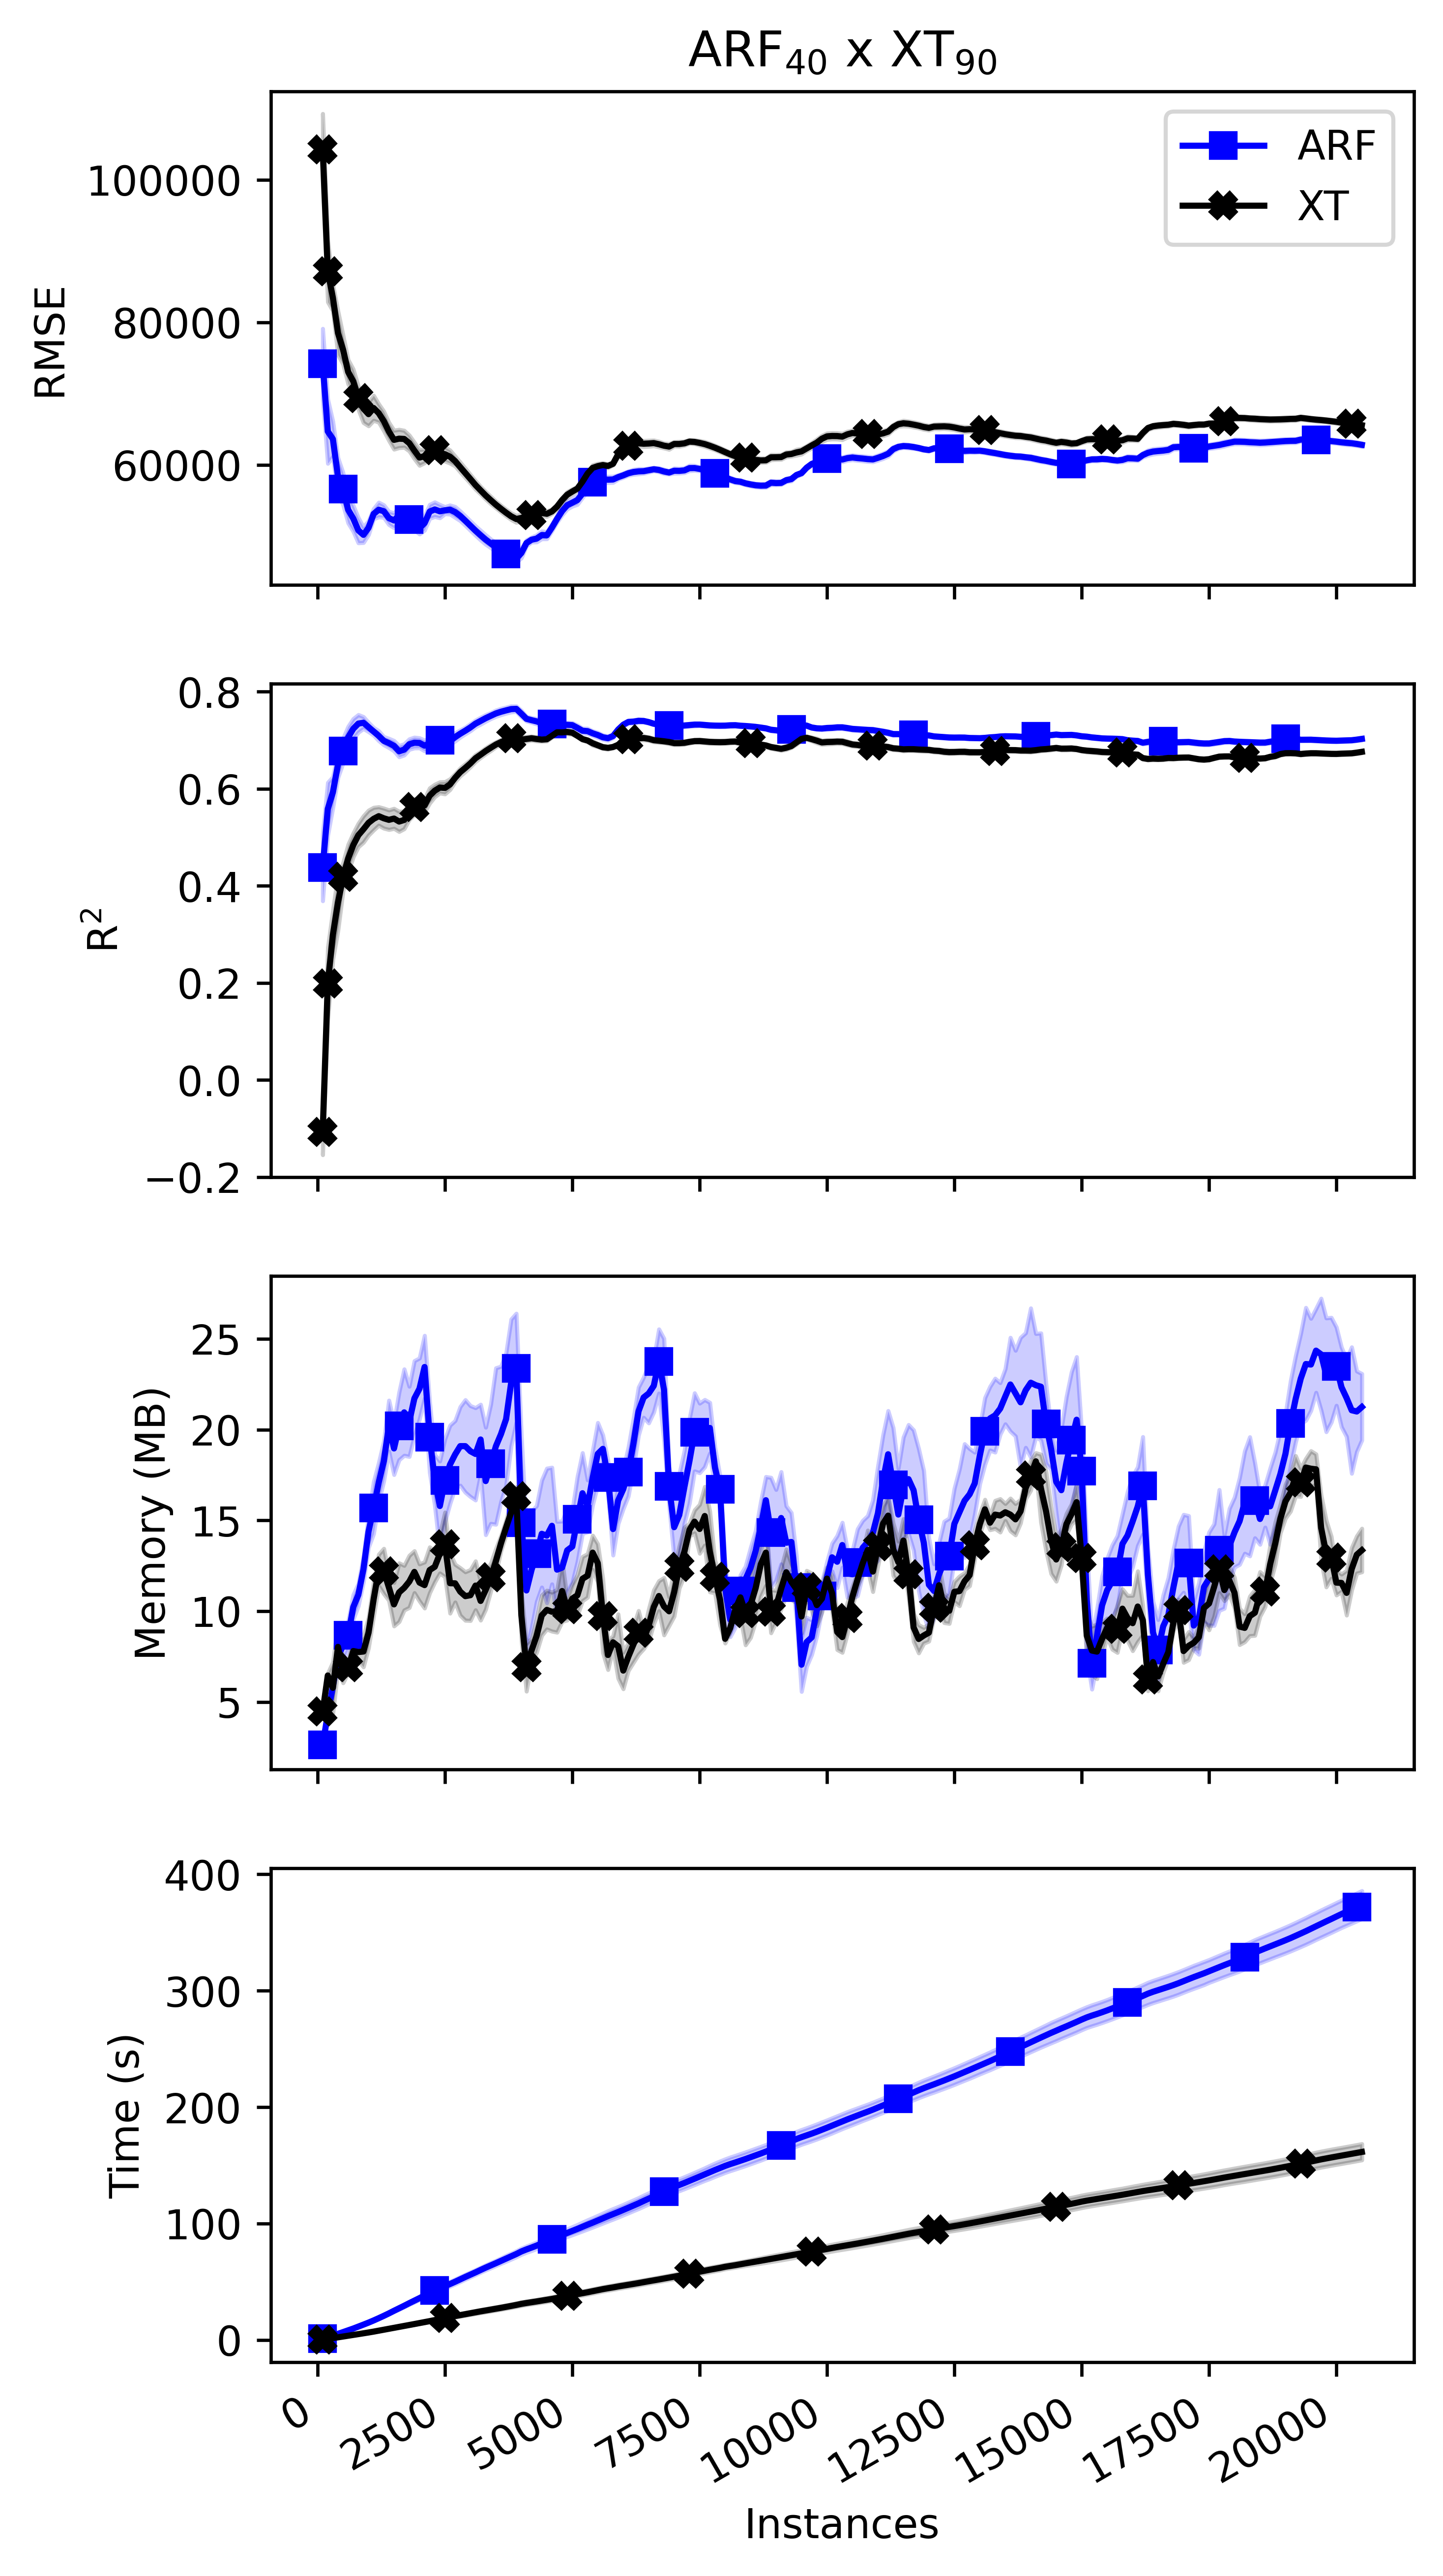 ARF₄₀ x XT₉₀
RMSE
100000
80000
60000
ARF
XT
R²
0.8
0.6
0.4
0.2
0.0
−0.2
Memory (MB)
25
20
15
10
5
Time (s)
400
300
200
100
0
0 2500 5000 7500 10000 12500 15000 17500 20000
Instances